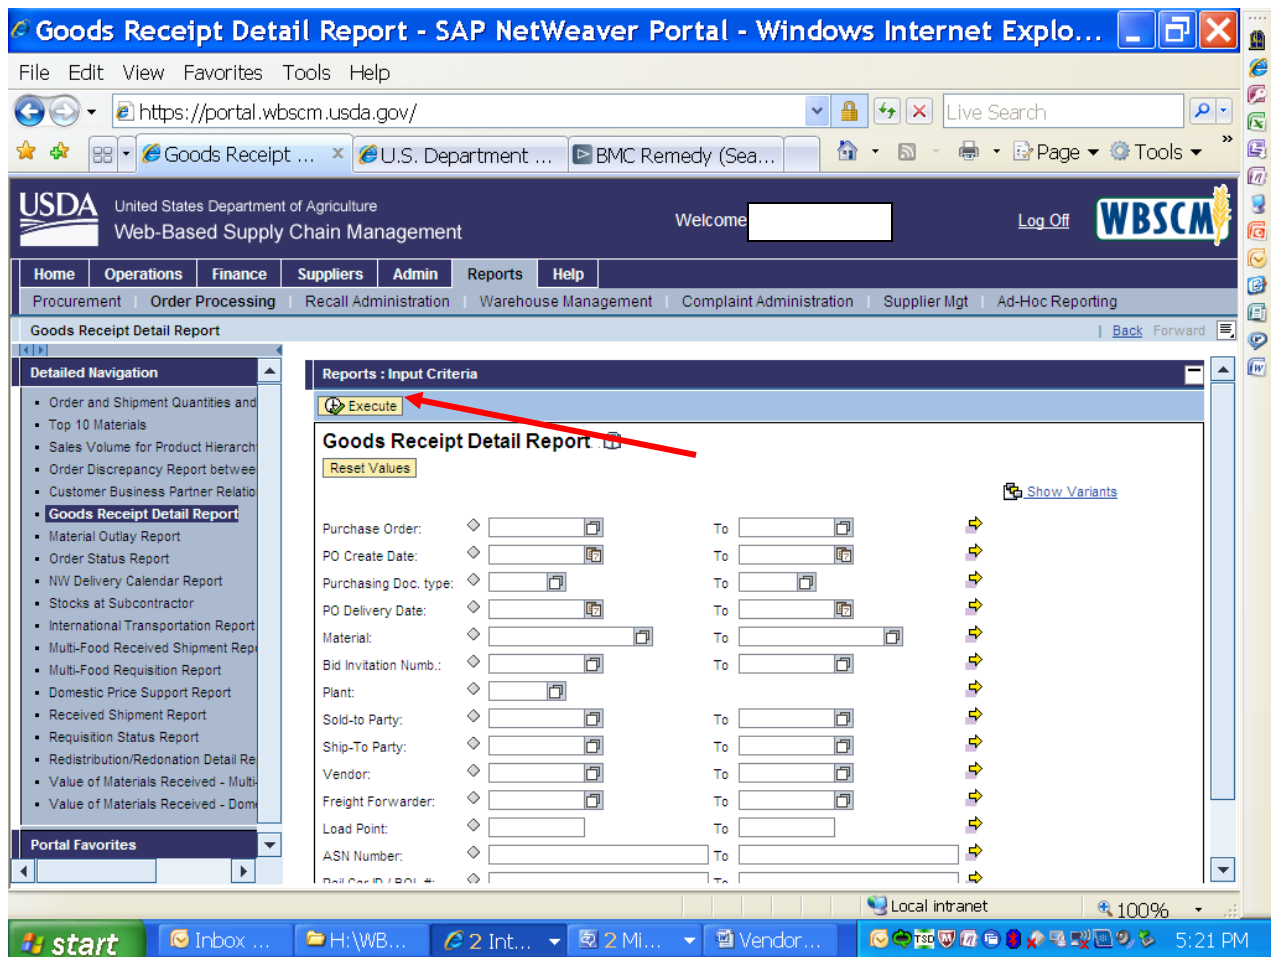 Goods Receipt Detail Report - SAP NetWeaver Portal - Windows Internet Explo...
File Edit View Favorites Tools Help
https://portal.wbscm.usda.gov/ Live Search
Goods Receipt ... x U.S. Department ... BMC Remedy (Sea... Page Tools »
USDA United States Department of Agriculture
Web-Based Supply Chain Management
Welcome Log Off WBSCM
Home Operations Finance Suppliers Admin Reports Help
Procurement Order Processing Recall Administration Warehouse Management Complaint Administration Supplier Mgt Ad-Hoc Reporting
Goods Receipt Detail Report Back Forward
Detailed Navigation
Order and Shipment Quantities and
Top 10 Materials
Sales Volume for Product Hierarch
Order Discrepancy Report betwee
Customer Business Partner Relatio
Goods Receipt Detail Report
Material Outlay Report
Order Status Report
NW Delivery Calendar Report
Stocks at Subcontractor
International Transportation Report
Multi-Food Received Shipment Rep
Multi-Food Requisition Report
Domestic Price Support Report
Received Shipment Report
Requisition Status Report
Redistribution/Redonation Detail Re
Value of Materials Received - Multi-
Value of Materials Received - Dom
Portal Favorites
Reports : Input Criteria
Execute
Goods Receipt Detail Report
Reset Values
Show Variants
Purchase Order: To
PO Create Date: To
Purchasing Doc. type: To
PO Delivery Date: To
Material: To
Bid Invitation Numb.: To
Plant:
Sold-to Party: To
Ship-To Party: To
Vendor: To
Freight Forwarder: To
Load Point: To
ASN Number: To
Rail Car ID / BOL #: To
Local intranet 100%
start Inbox ... H:\WB... 2 Int... 2 Mi... Vendor... TSD 5:21 PM